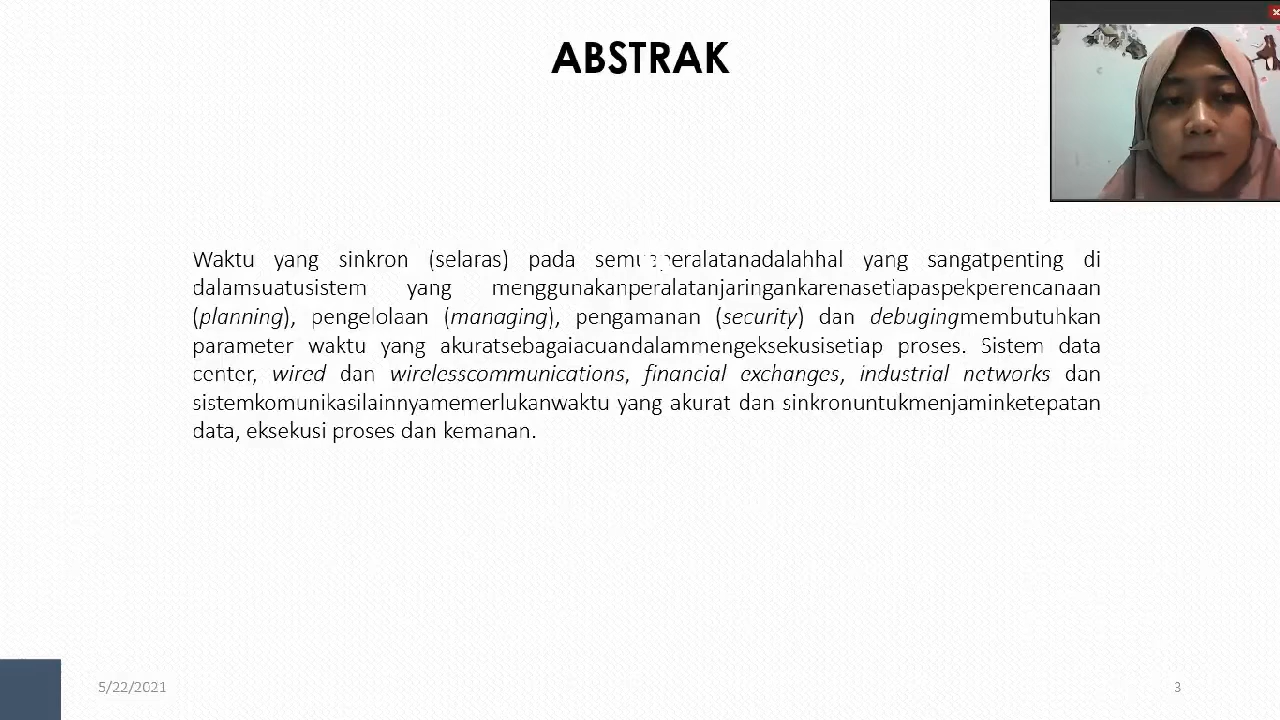 ABSTRAK
Waktu yang sinkron (selaras) pada semuaperalatanadalahhal yang sangatpenting di
dalamsuatusistem yang menggunakanperalatanjaringankarenasetiapaspekperencanaan
(planning), pengelolaan (managing), pengamanan (security) dan debugingmembutuhkan
parameter waktu yang akuratsebagaiacuandalammengeksekusisetiap proses. Sistem data
center, wired dan wirelesscommunications, financial exchanges, industrial networks dan
sistemkomunikasilainnyamemerlukanwaktu yang akurat dan sinkronuntukmenjaminketepatan
data, eksekusi proses dan kemanan.
5/22/2021
3